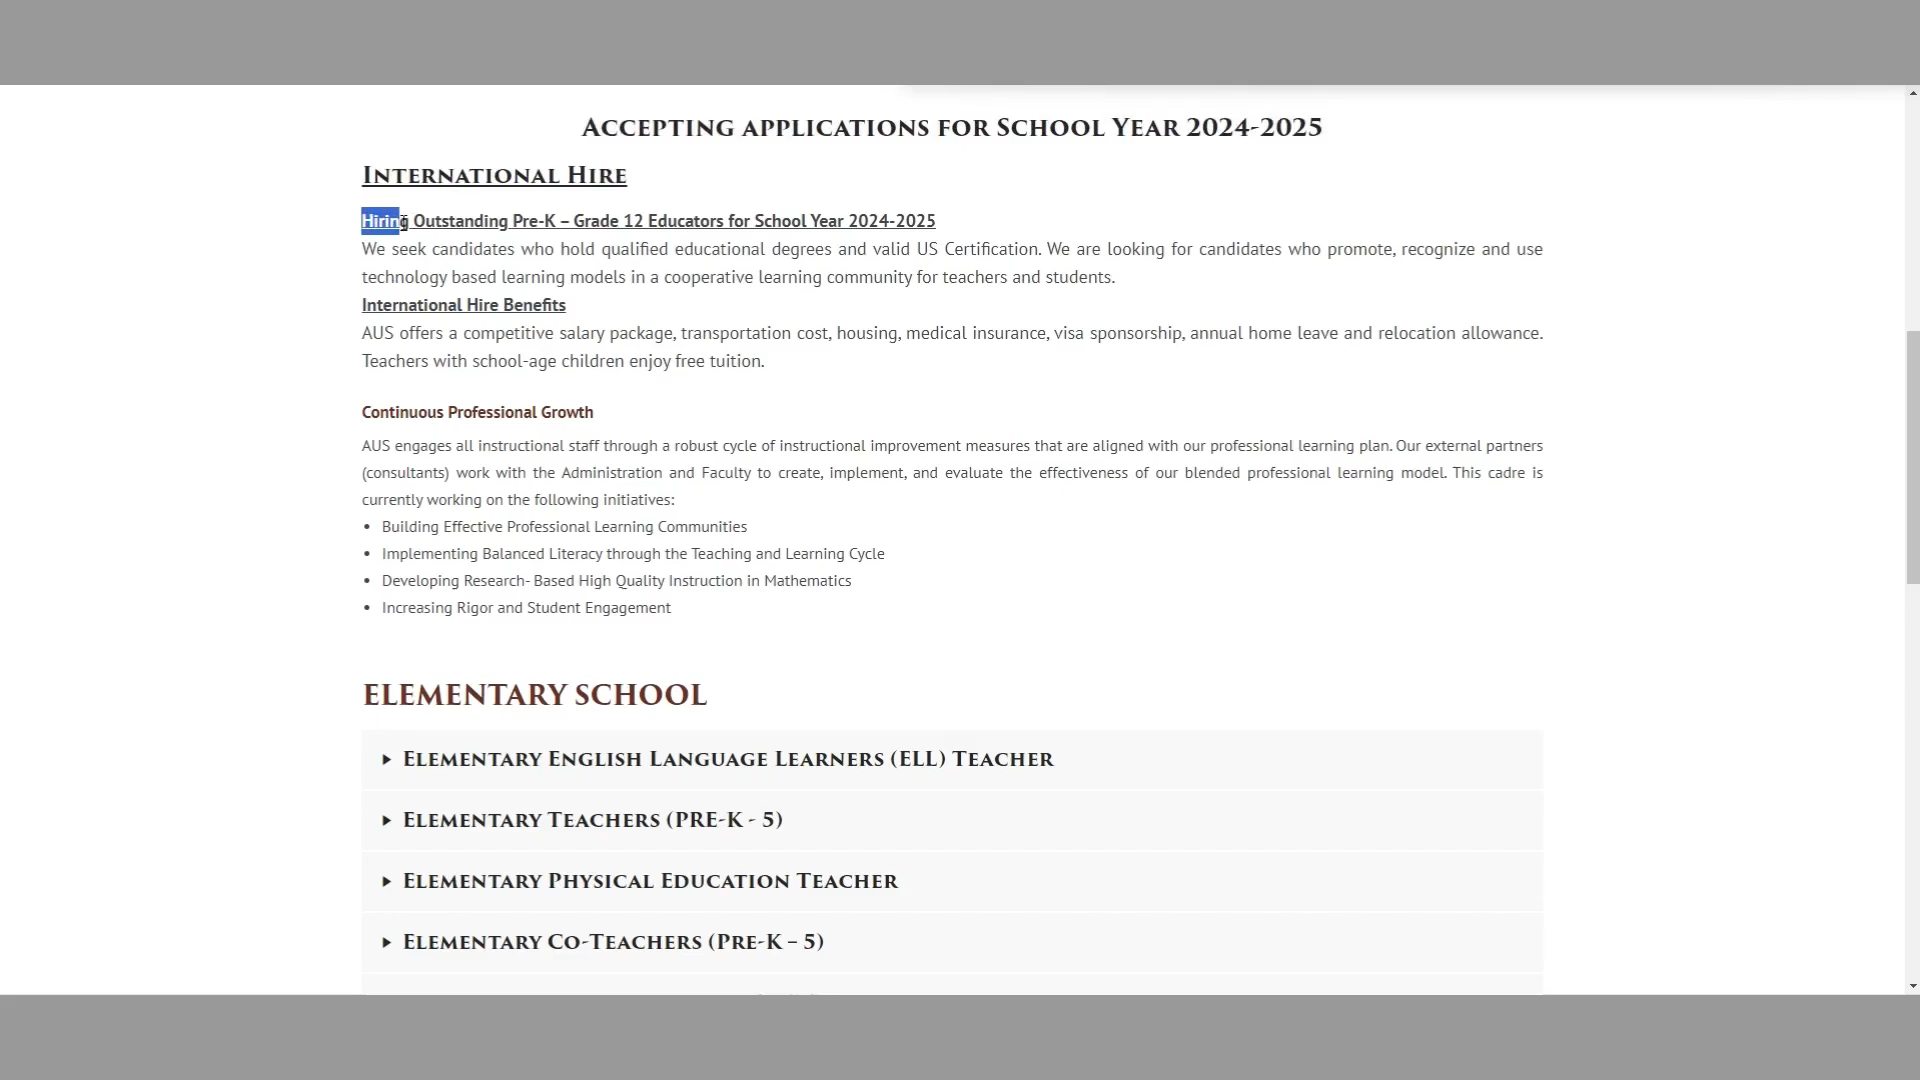 Accepting applications for School Year 2024-2025
International Hire
Hiring Outstanding Pre-K – Grade 12 Educators for School Year 2024-2025
We seek candidates who hold qualified educational degrees and valid US Certification. We are looking for candidates who promote, recognize and use
technology based learning models in a cooperative learning community for teachers and students.
International Hire Benefits
AUS offers a competitive salary package, transportation cost, housing, medical insurance, visa sponsorship, annual home leave and relocation allowance.
Teachers with school-age children enjoy free tuition.
Continuous Professional Growth
AUS engages all instructional staff through a robust cycle of instructional improvement measures that are aligned with our professional learning plan. Our external partners
(consultants) work with the Administration and Faculty to create, implement, and evaluate the effectiveness of our blended professional learning model. This cadre is
currently working on the following initiatives:
• Building Effective Professional Learning Communities
• Implementing Balanced Literacy through the Teaching and Learning Cycle
• Developing Research- Based High Quality Instruction in Mathematics
• Increasing Rigor and Student Engagement
ELEMENTARY SCHOOL
Elementary English Language Learners (ELL) Teacher
Elementary Teachers (PRE-K - 5)
Elementary Physical Education Teacher
Elementary Co-Teachers (Pre-K – 5)